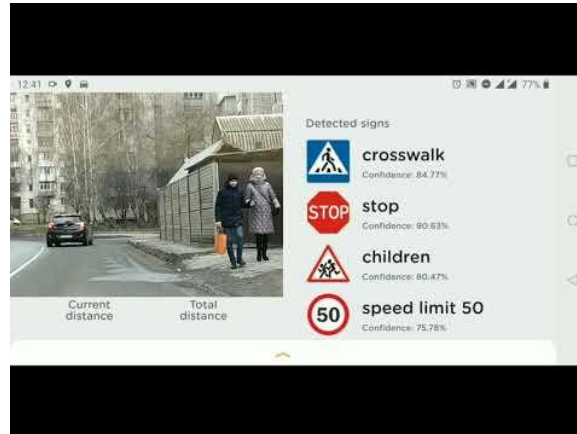 12:41
77%
Detected signs
crosswalk
Confidence: 84.77%
STOP
stop
Confidence: 90.63%
children
Confidence: 80.47%
50
speed limit 50
Confidence: 75.78%
Current
distance
Total
distance